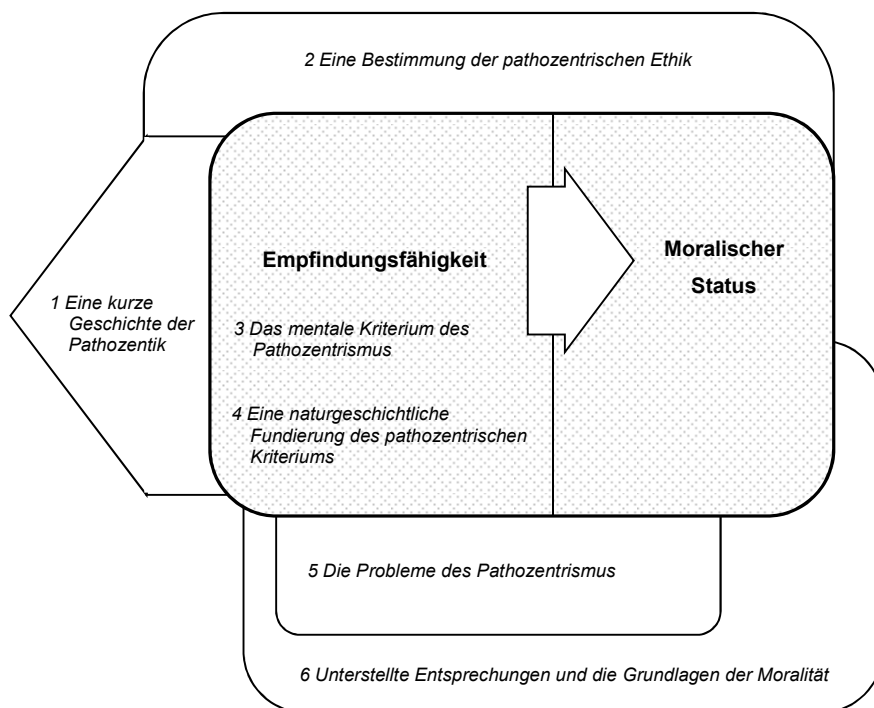 2 Eine Bestimmung der pathozentrischen Ethik
Empfindungsfähigkeit
Moralischer
Status
1 Eine kurze
Geschichte der
Pathozentik
3 Das mentale Kriterium des
Pathozentrismus
4 Eine naturgeschichtliche
Fundierung des pathozentrischen
Kriteriums
5 Die Probleme des Pathozentrismus
6 Unterstellte Entsprechungen und die Grundlagen der Moralität